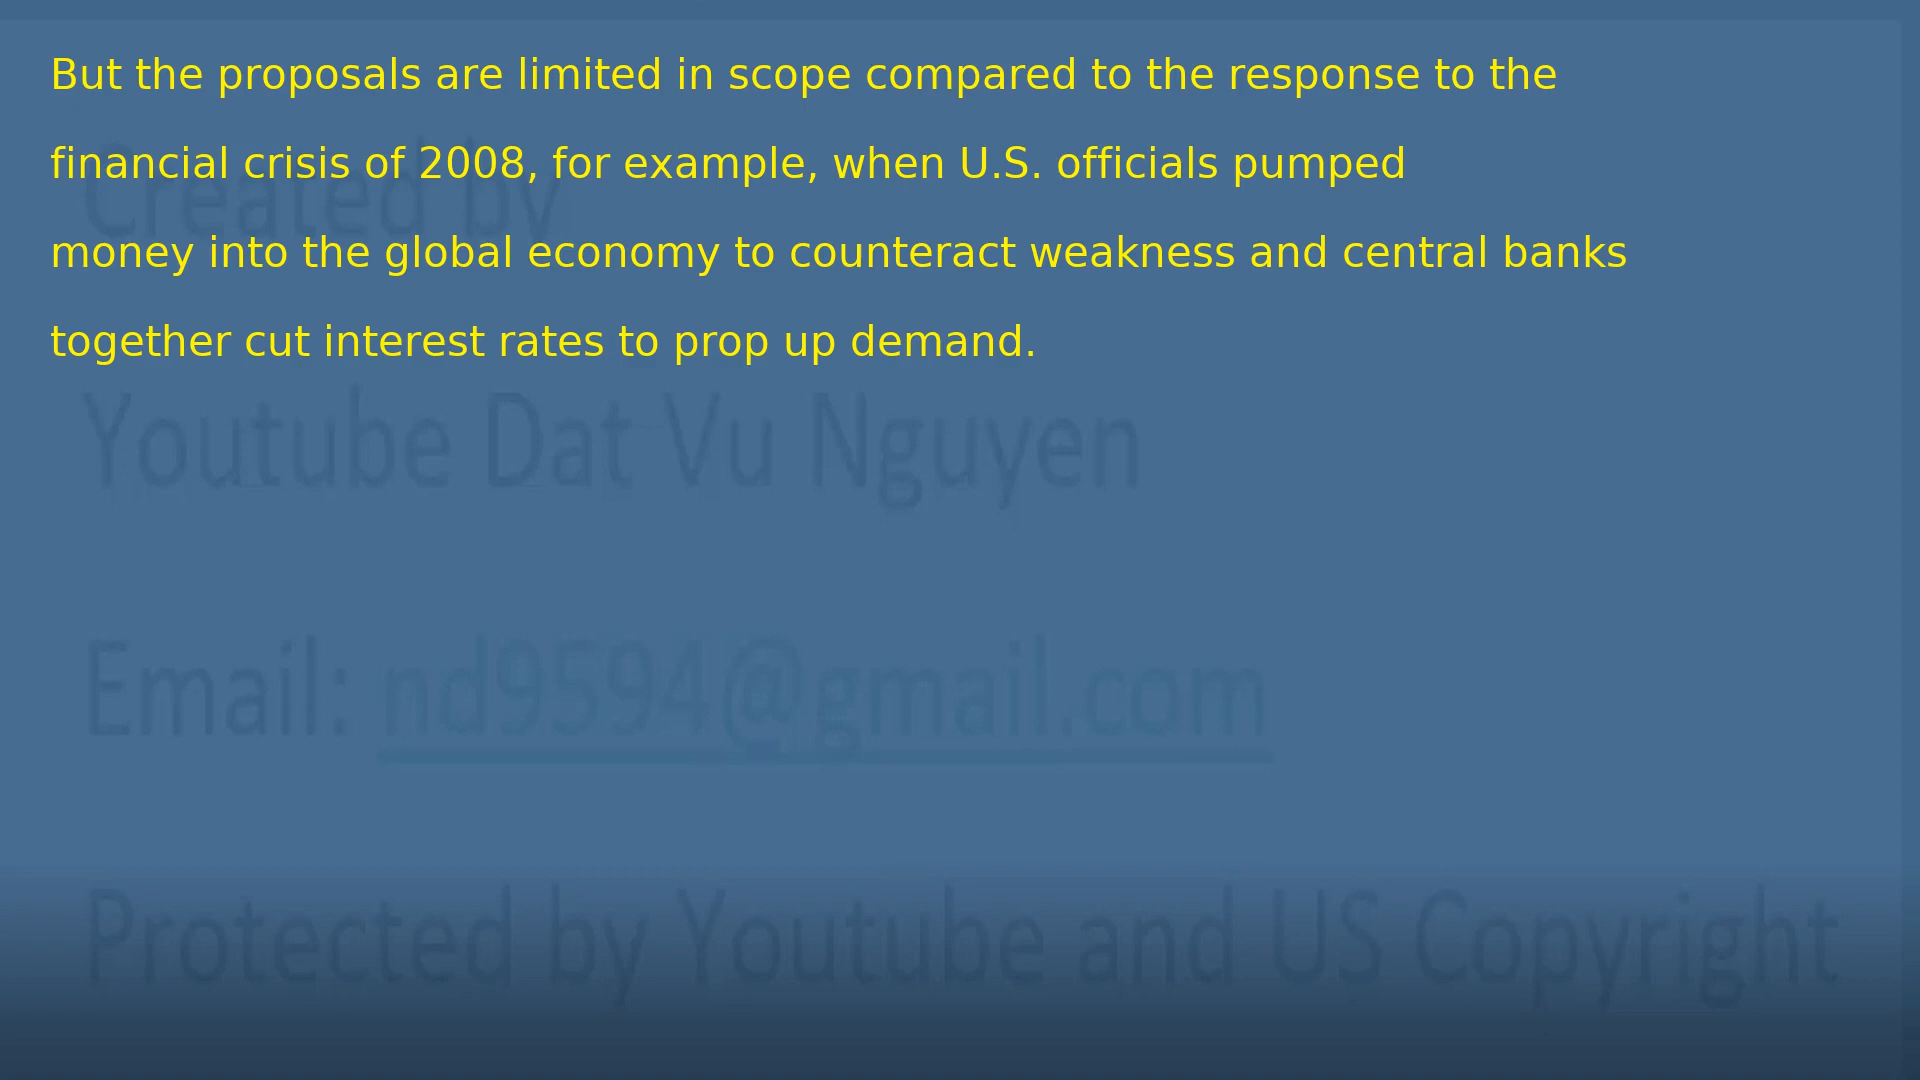 But the proposals are limited in scope compared to the response to the
financial crisis of 2008, for example, when U.S. officials pumped
Created by
money into the global economy to counteract weakness and central banks
together cut interest rates to prop up demand.
Youtube Dat Vu Nguyen
Email: nd9594@gmail.com
Protected by Youtube and US Copyright